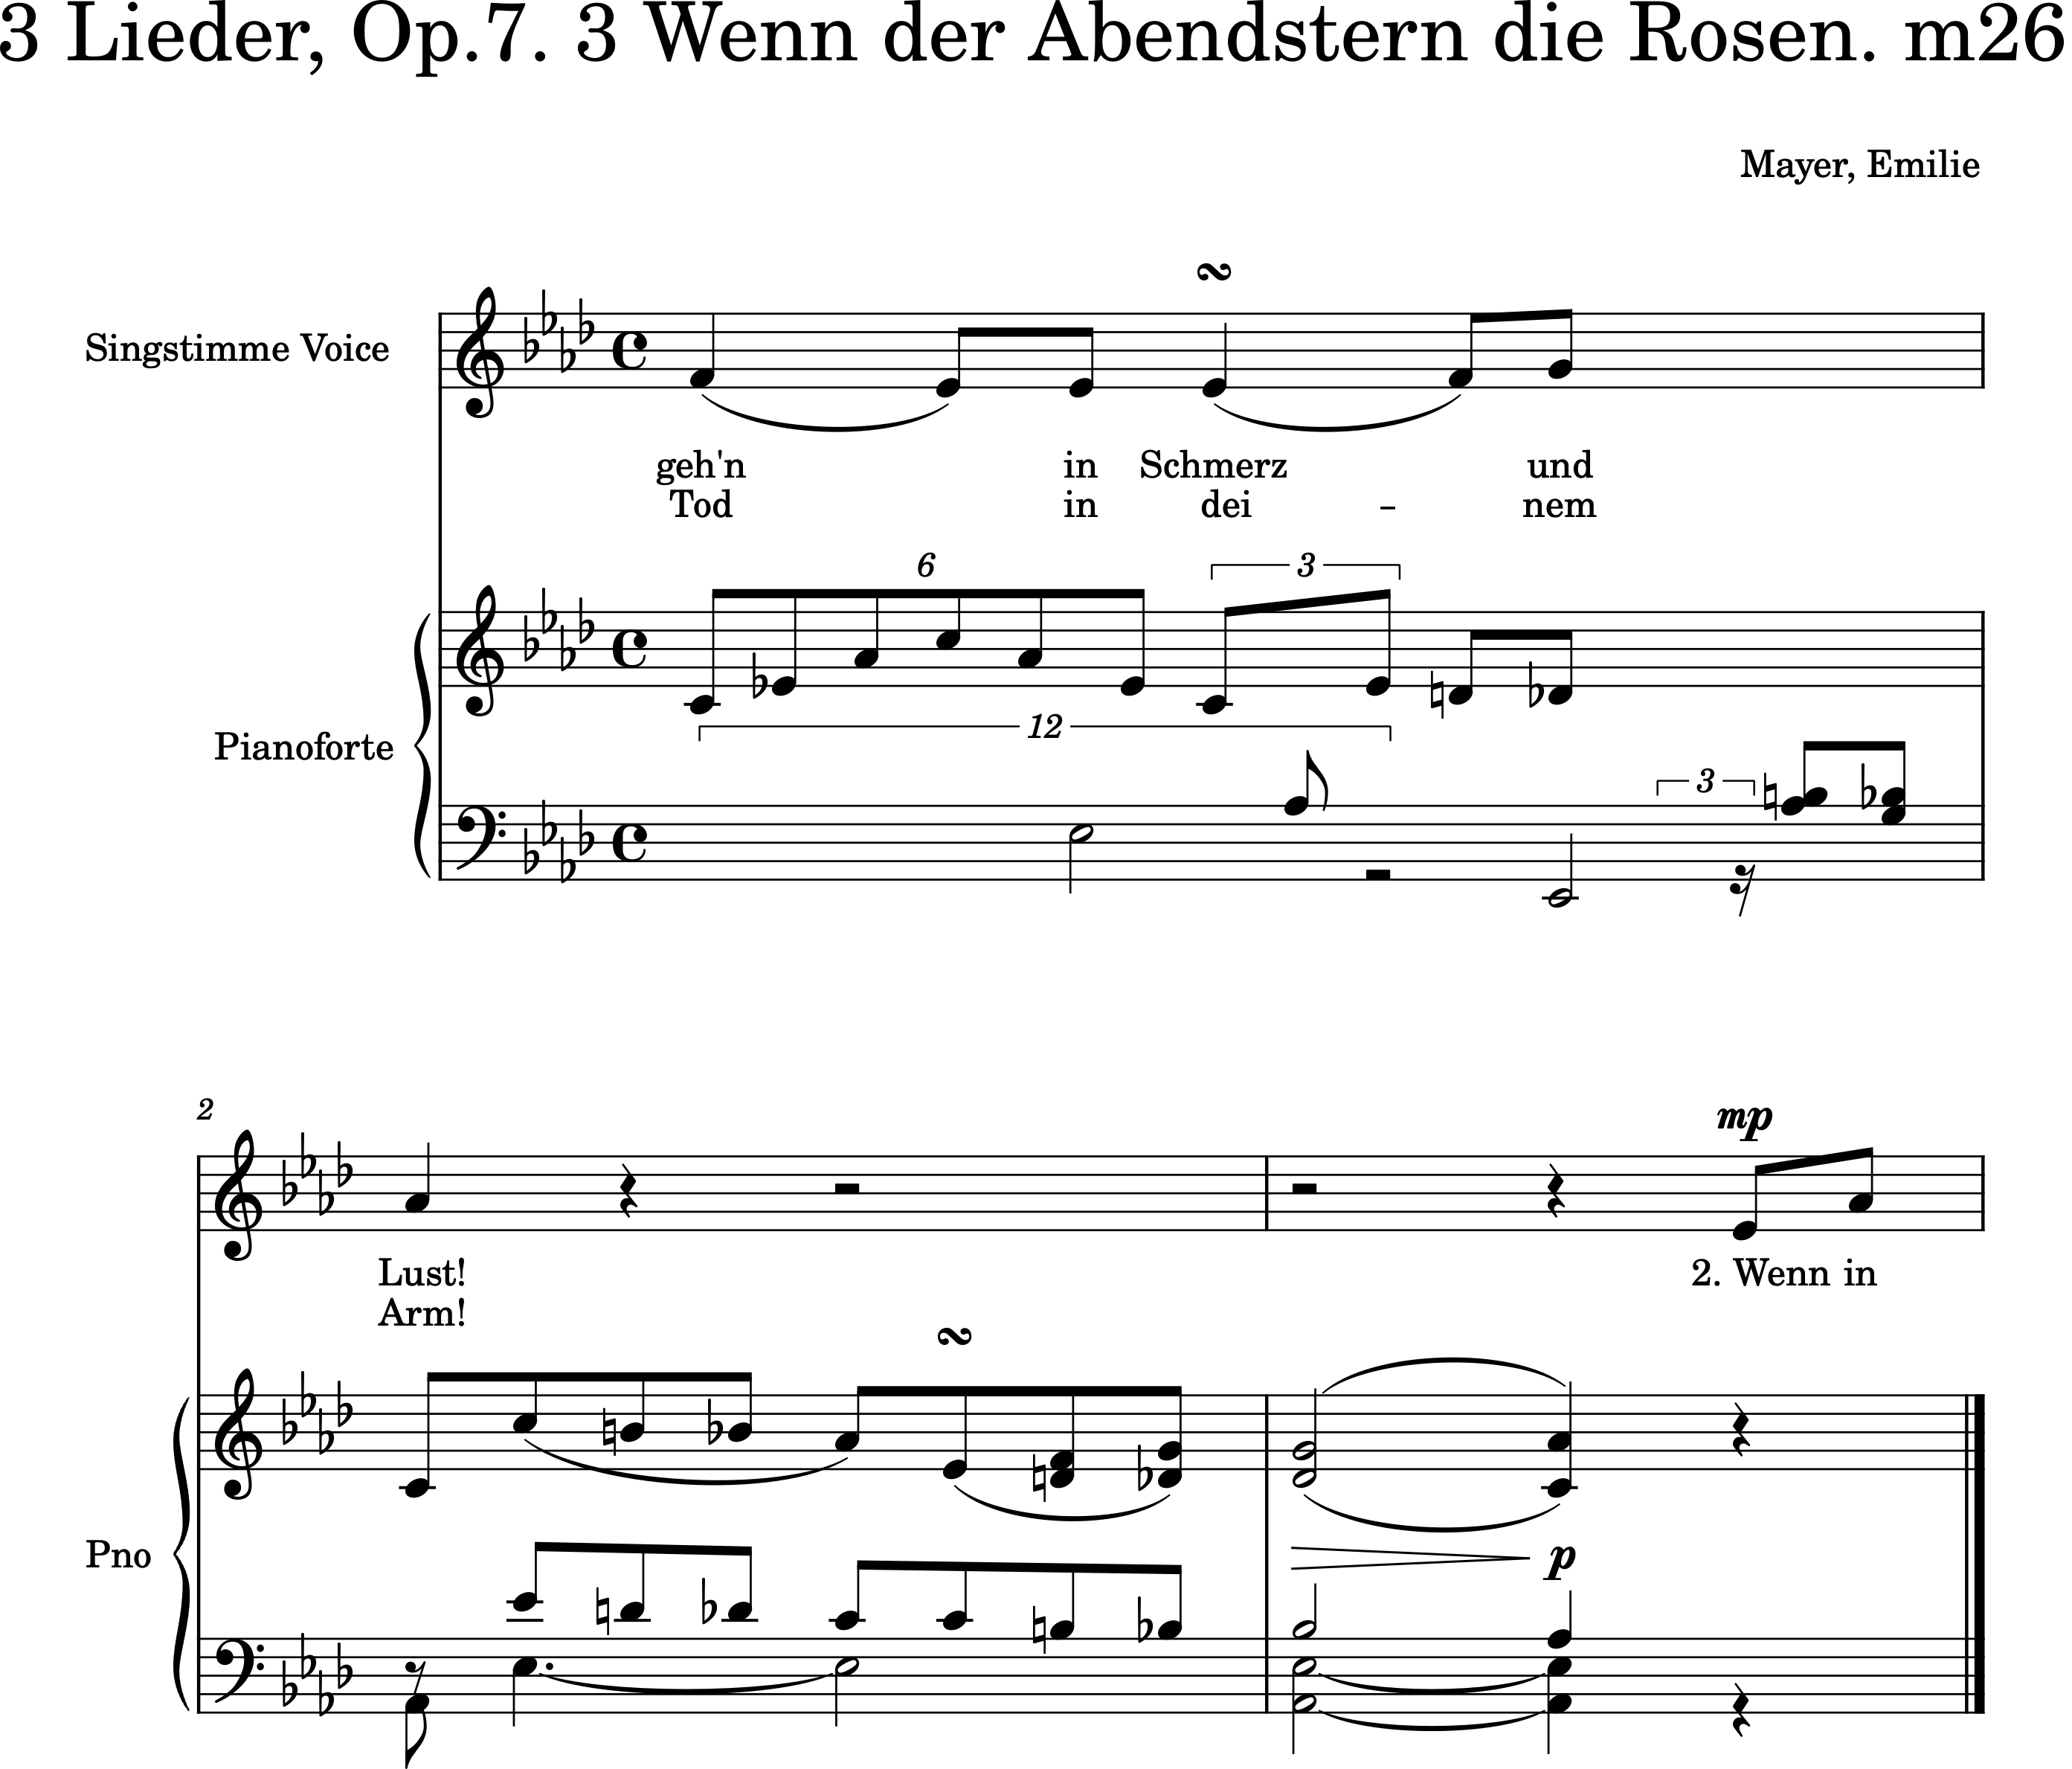 3 Lieder, Op.7. 3 Wenn der Abendstern die Rosen. m26
Mayer, Emilie
Singstimme Voice
geh'n in Schmerz und
Tod in dei – nem
6 3
Pianoforte
12
3
2
mp
Lust! 2. Wenn in
Arm!
Pno
p